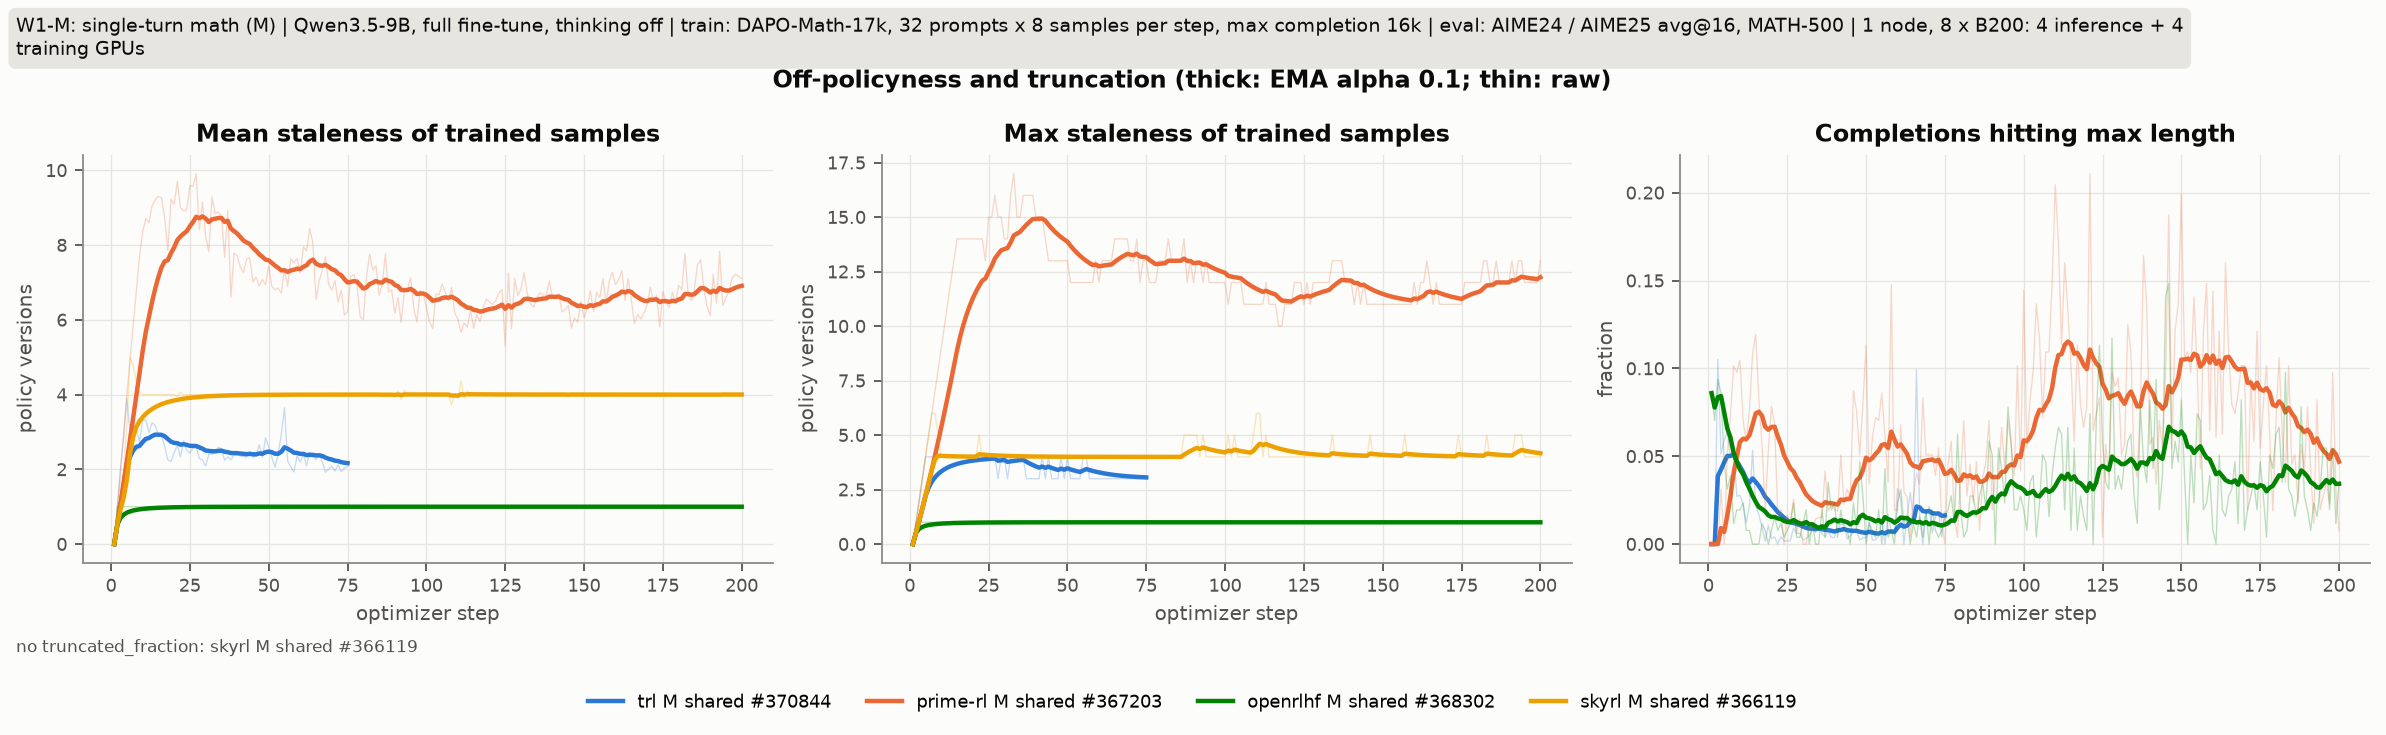 W1-M: single-turn math (M) | Qwen3.5-9B, full fine-tune, thinking off | train: DAPO-Math-17k, 32 prompts x 8 samples per step, max completion 16k | eval: AIME24 / AIME25 avg@16, MATH-500 | 1 node, 8 x B200: 4 inference + 4
training GPUs
Off-policyness and truncation (thick: EMA alpha 0.1; thin: raw)
Mean staleness of trained samples
policy versions
10
8
6
4
2
0
0 25 50 75 100 125 150 175 200
optimizer step
Max staleness of trained samples
policy versions
17.5
15.0
12.5
10.0
7.5
5.0
2.5
0.0
0 25 50 75 100 125 150 175 200
optimizer step
Completions hitting max length
fraction
0.20
0.15
0.10
0.05
0.00
0 25 50 75 100 125 150 175 200
optimizer step
no truncated_fraction: skyrl M shared #366119
trl M shared #370844
prime-rl M shared #367203
openrlhf M shared #368302
skyrl M shared #366119